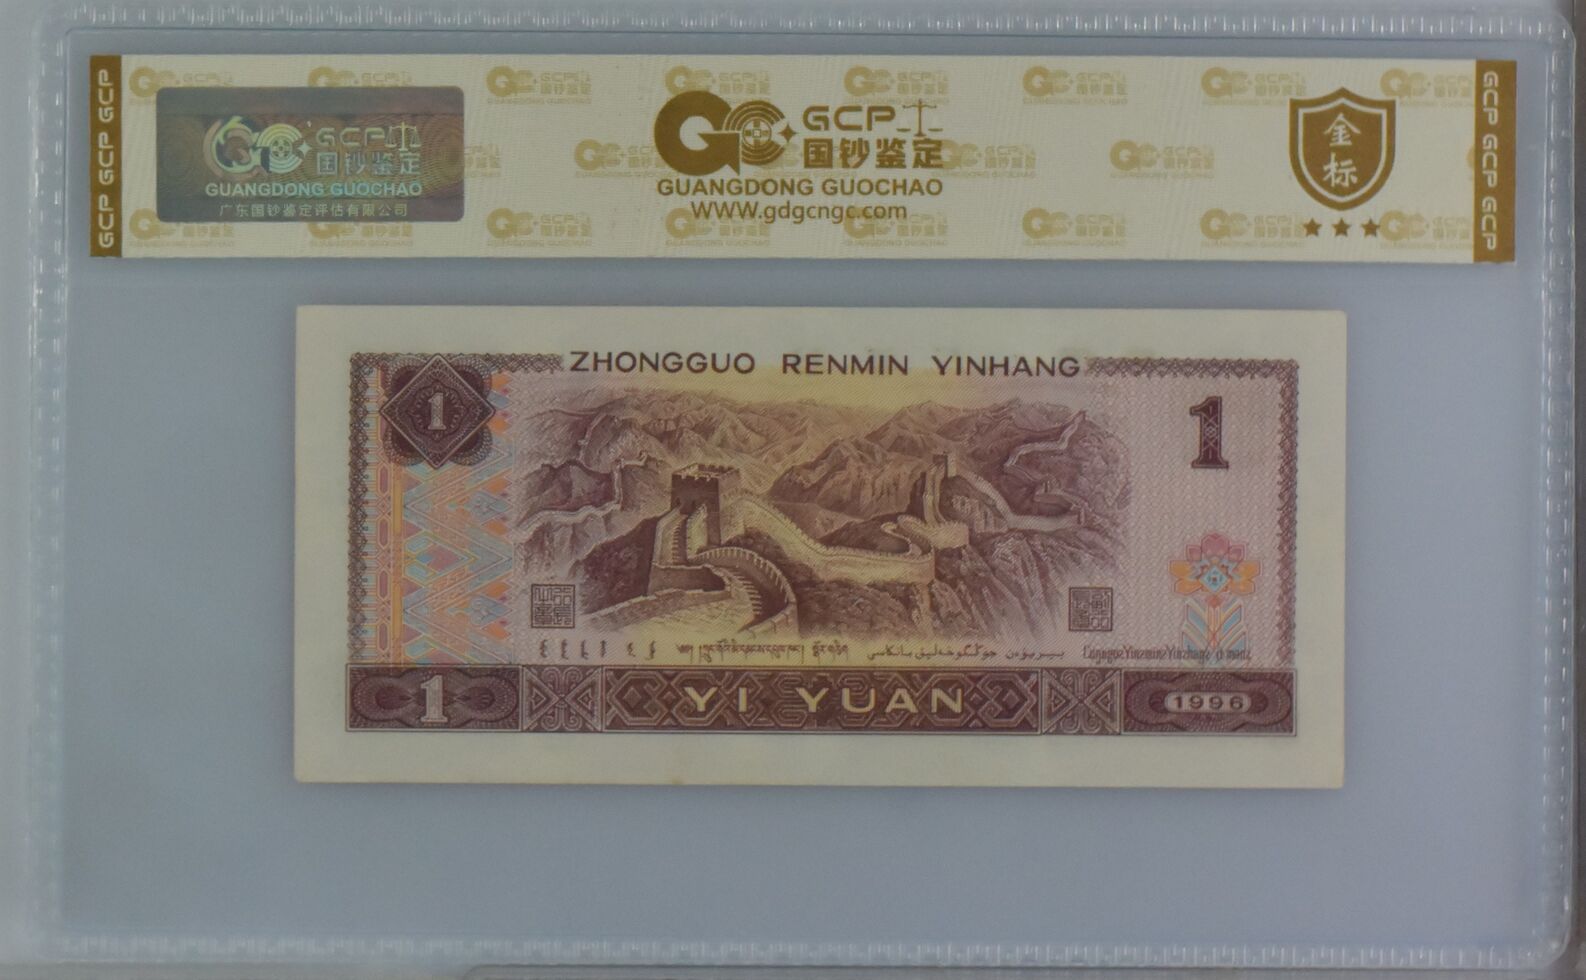 GCP GCP GCP
GCP
国钞鉴定
GUANGDONG GUOCHAO
广东国钞鉴定评估有限公司
GCP
国钞鉴定
GUANGDONG GUOCHAO
WWW.gdgcngc.com
金
标
GCP GCP GCP
ZHONGGUO RENMIN YINHANG
1
1
1
YI YUAN
1996